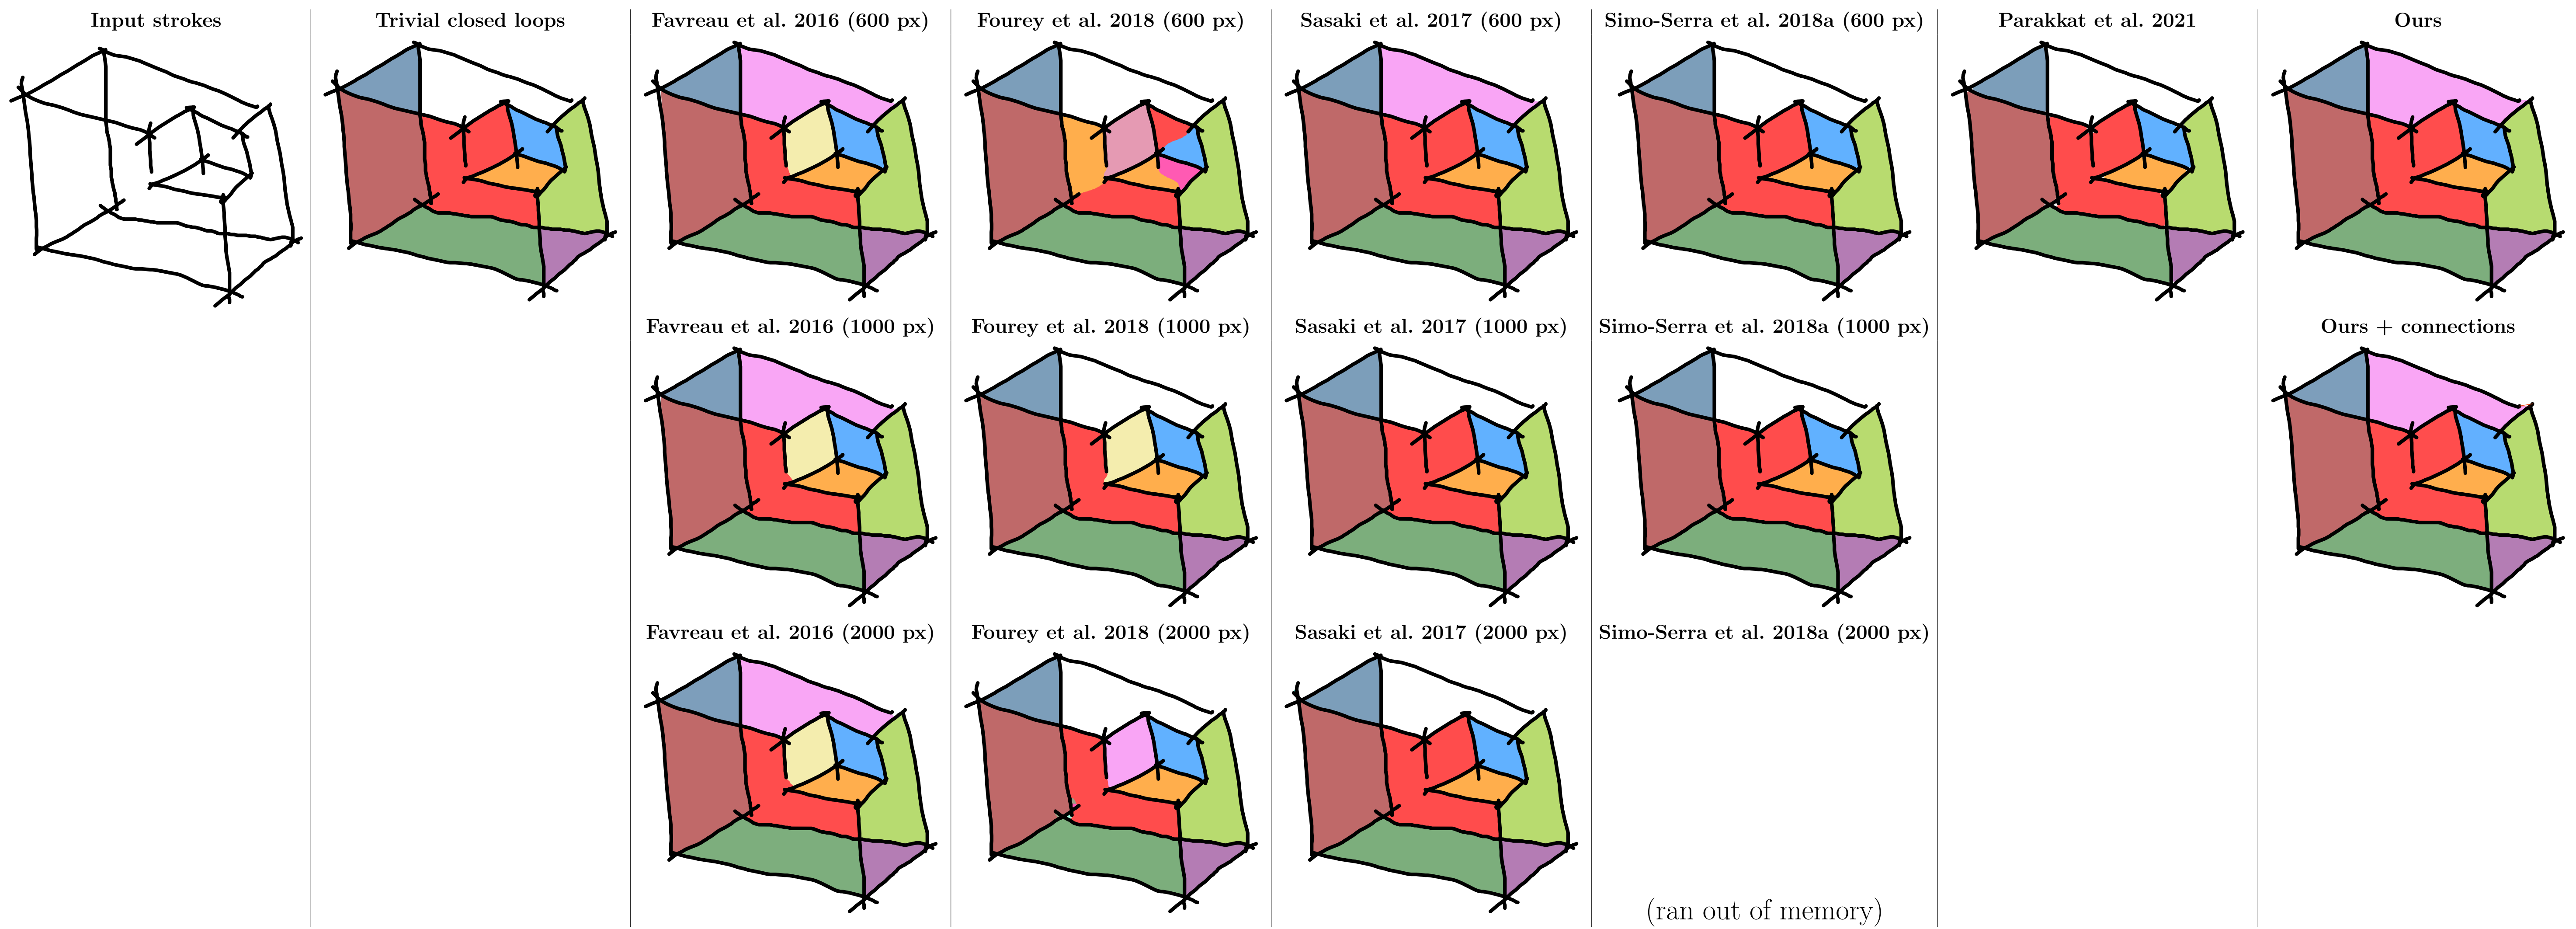 Input strokes
Trivial closed loops
Favreau et al. 2016 (600 px)
Fourey et al. 2018 (600 px)
Sasaki et al. 2017 (600 px)
Simo-Serra et al. 2018a (600 px)
Parakkat et al. 2021
Ours
Favreau et al. 2016 (1000 px)
Fourey et al. 2018 (1000 px)
Sasaki et al. 2017 (1000 px)
Simo-Serra et al. 2018a (1000 px)
Ours + connections
Favreau et al. 2016 (2000 px)
Fourey et al. 2018 (2000 px)
Sasaki et al. 2017 (2000 px)
Simo-Serra et al. 2018a (2000 px)
(ran out of memory)